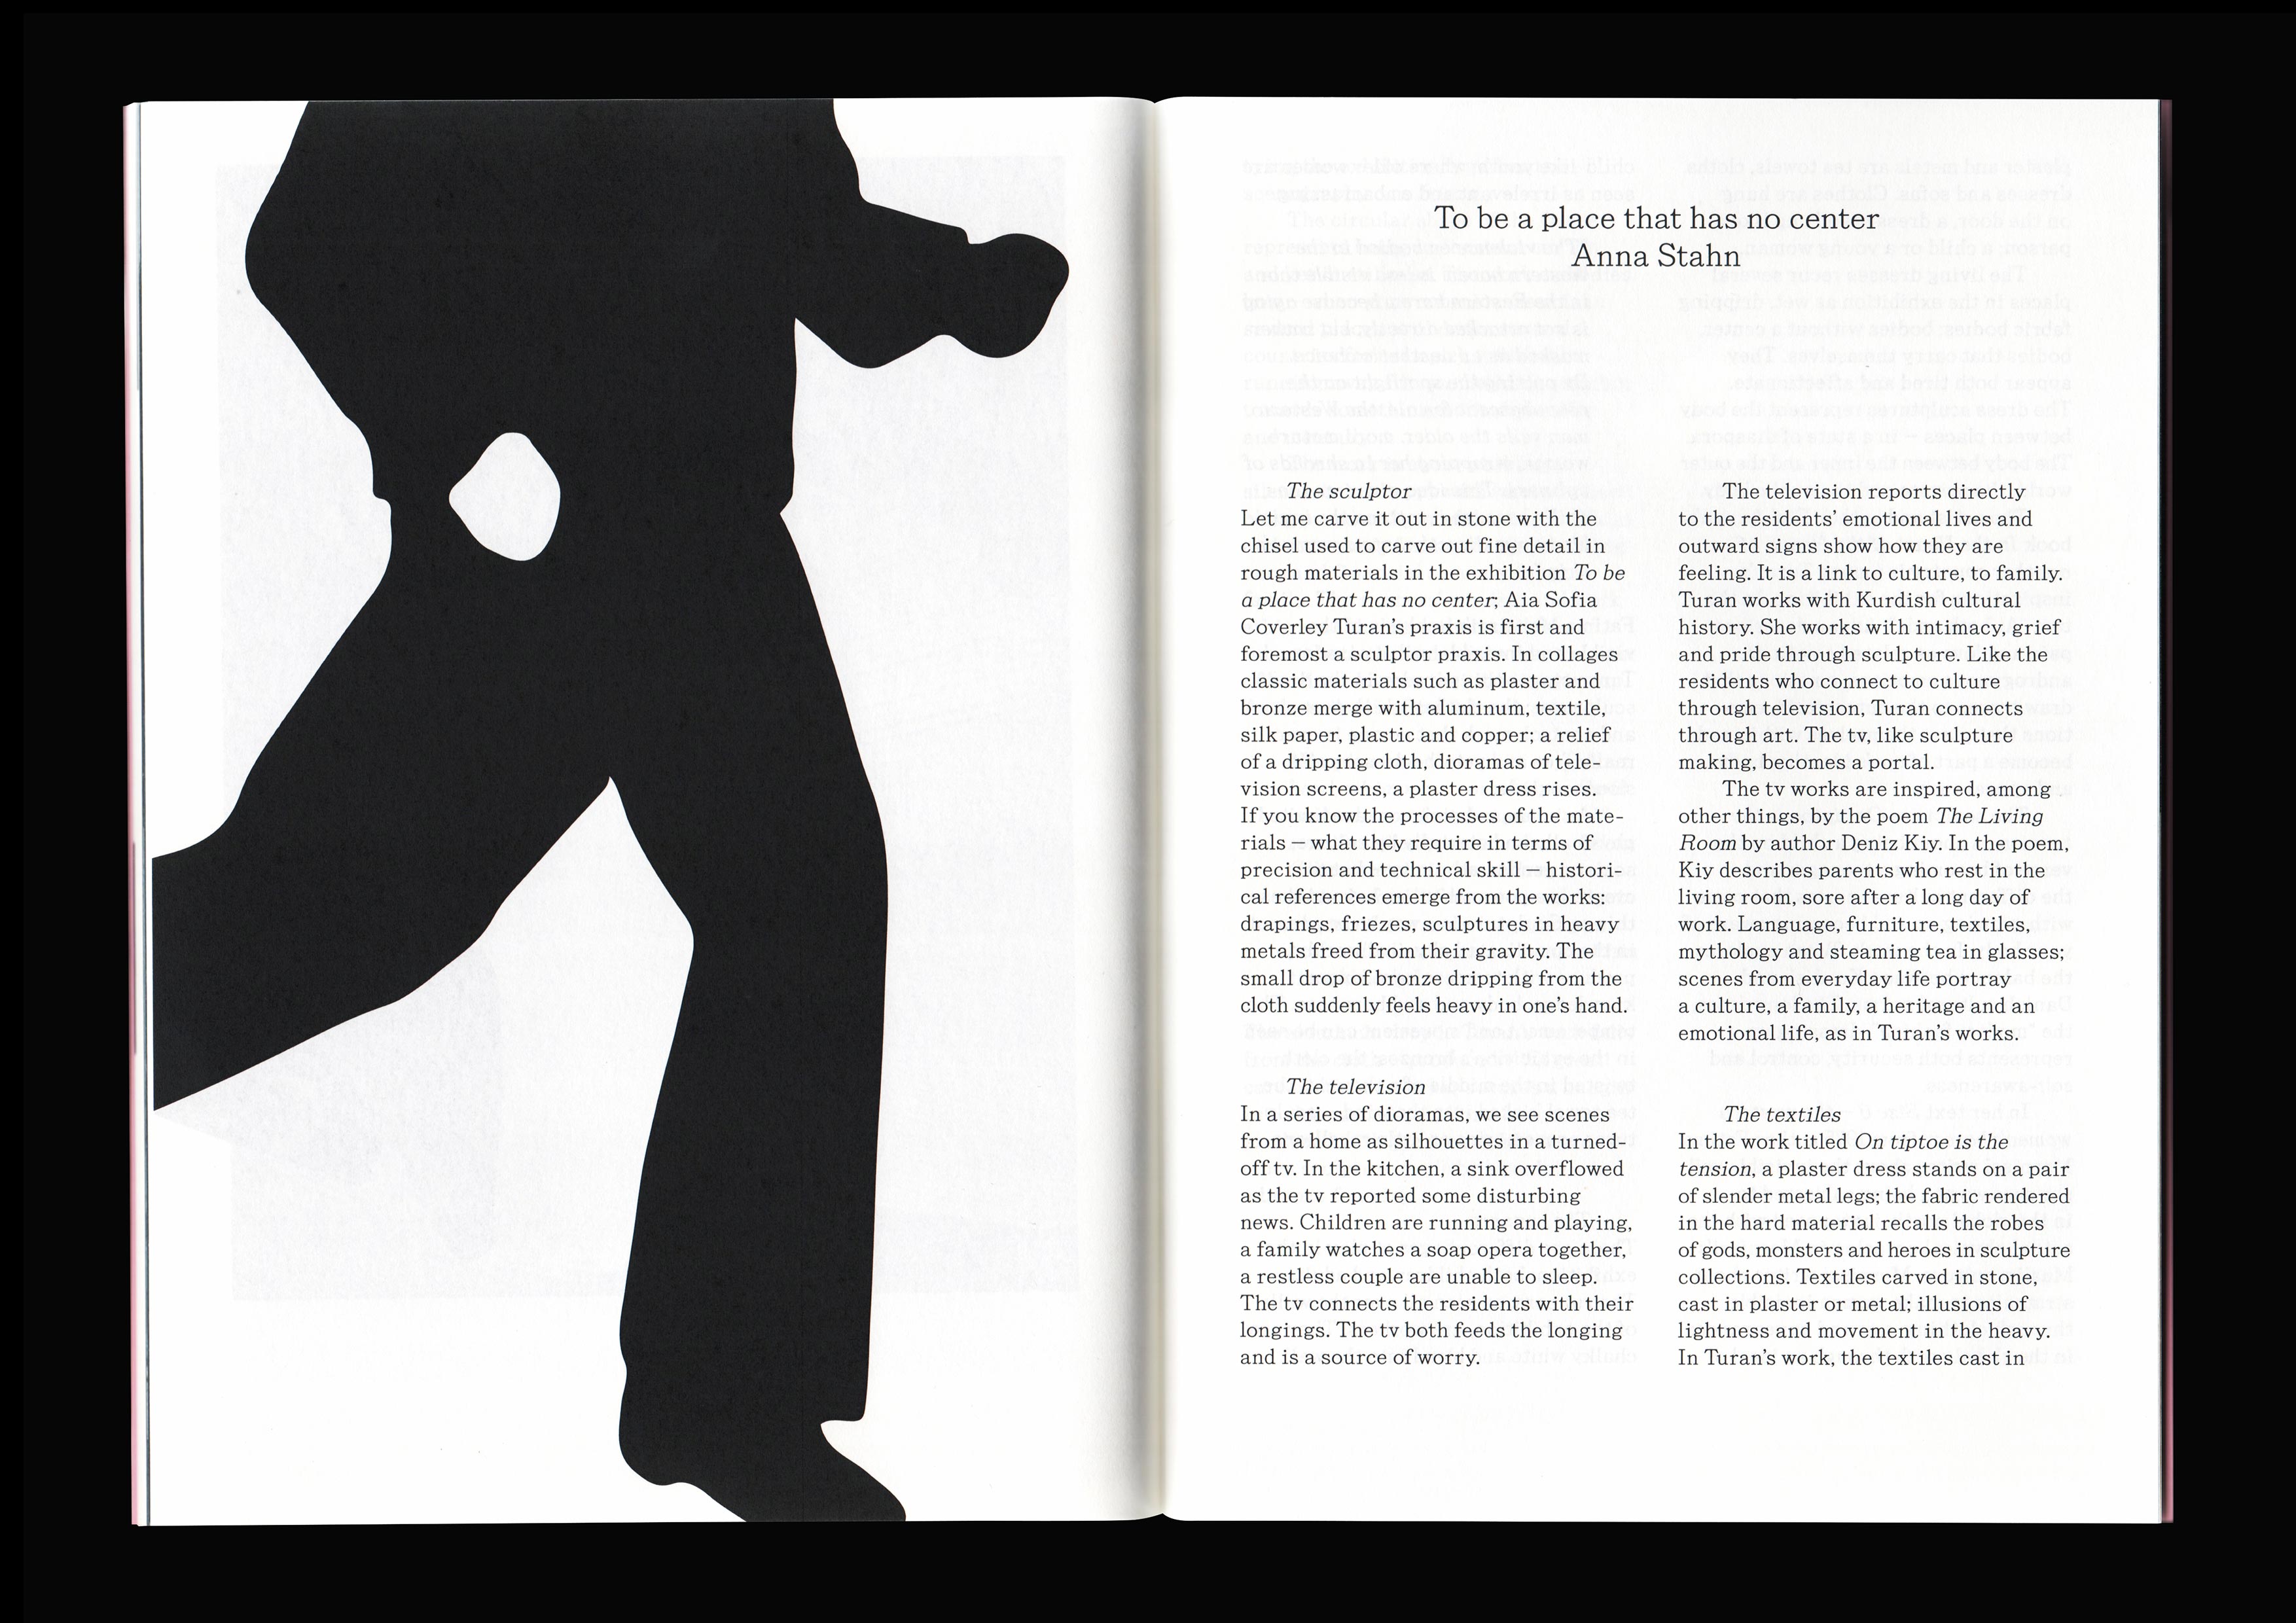 To be a place that has no center
Anna Stahn
The sculptor
Let me carve it out in stone with the
chisel used to carve out fine detail in
rough materials in the exhibition To be
a place that has no center; Aia Sofia
Coverley Turan's praxis is first and
foremost a sculptor praxis. In collages
classic materials such as plaster and
bronze merge with aluminum, textile,
silk paper, plastic and copper; a relief
of a dripping cloth, dioramas of tele-
vision screens, a plaster dress rises.
If you know the processes of the mate-
rials – what they require in terms of
precision and technical skill – histori-
cal references emerge from the works:
drapings, friezes, sculptures in heavy
metals freed from their gravity. The
small drop of bronze dripping from the
cloth suddenly feels heavy in one's hand.
The television
In a series of dioramas, we see scenes
from a home as silhouettes in a turned-
off tv. In the kitchen, a sink overflowed
as the tv reported some disturbing
news. Children are running and playing,
a family watches a soap opera together,
a restless couple are unable to sleep.
The tv connects the residents with their
longings. The tv both feeds the longing
and is a source of worry.
The television reports directly
to the residents' emotional lives and
outward signs show how they are
feeling. It is a link to culture, to family.
Turan works with Kurdish cultural
history. She works with intimacy, grief
and pride through sculpture. Like the
residents who connect to culture
through television, Turan connects
through art. The tv, like sculpture
making, becomes a portal.
The tv works are inspired, among
other things, by the poem The Living
Room by author Deniz Kiy. In the poem,
Kiy describes parents who rest in the
living room, sore after a long day of
work. Language, furniture, textiles,
mythology and steaming tea in glasses;
scenes from everyday life portray
a culture, a family, a heritage and an
emotional life, as in Turan's works.
The textiles
In the work titled On tiptoe is the
tension, a plaster dress stands on a pair
of slender metal legs; the fabric rendered
in the hard material recalls the robes
of gods, monsters and heroes in sculpture
collections. Textiles carved in stone,
cast in plaster or metal; illusions of
lightness and movement in the heavy.
In Turan's work, the textiles cast in